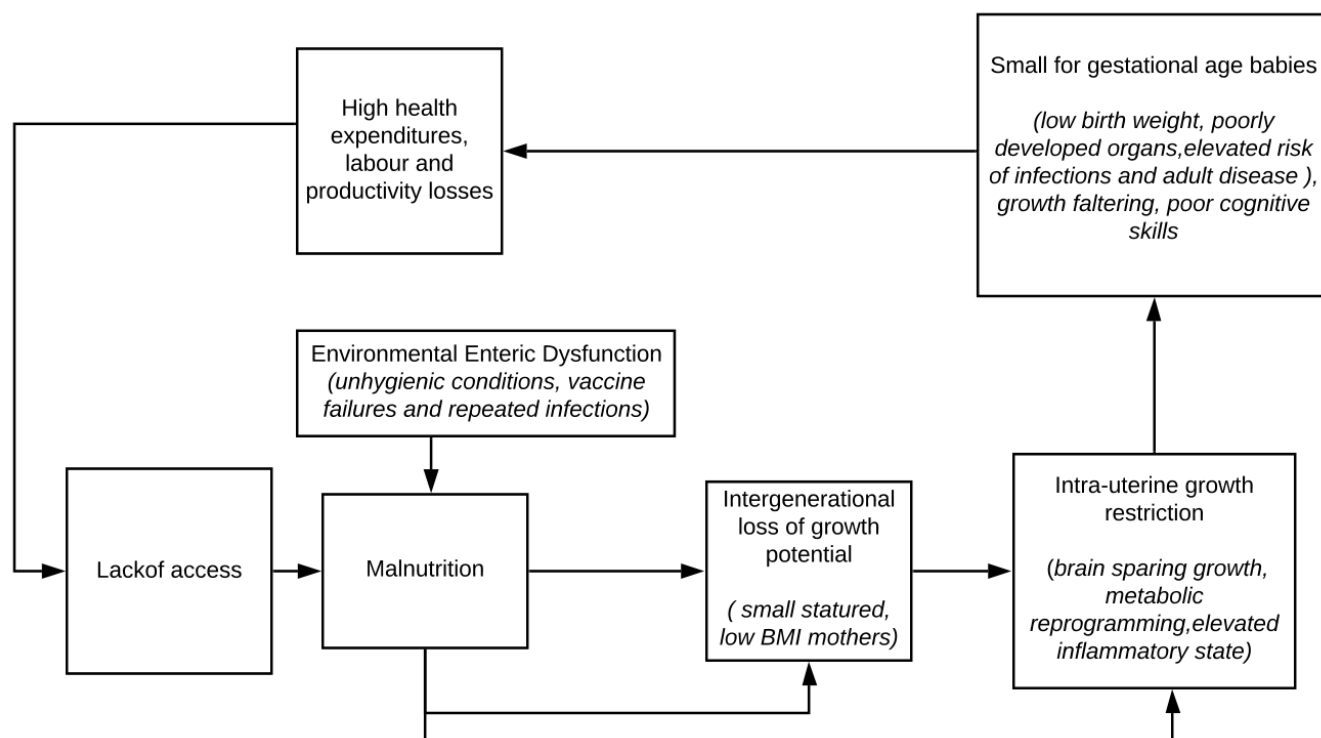 High health
expenditures,
labour and
productivity losses
Small for gestational age babies
(low birth weight, poorly
developed organs,elevated risk
of infections and adult disease ),
growth faltering, poor cognitive
skills
Environmental Enteric Dysfunction
(unhygienic conditions, vaccine
failures and repeated infections)
Lackof access
Malnutrition
Intergenerational
loss of growth
potential
( small statured,
low BMI mothers)
Intra-uterine growth
restriction
(brain sparing growth,
metabolic
reprogramming,elevated
inflammatory state)